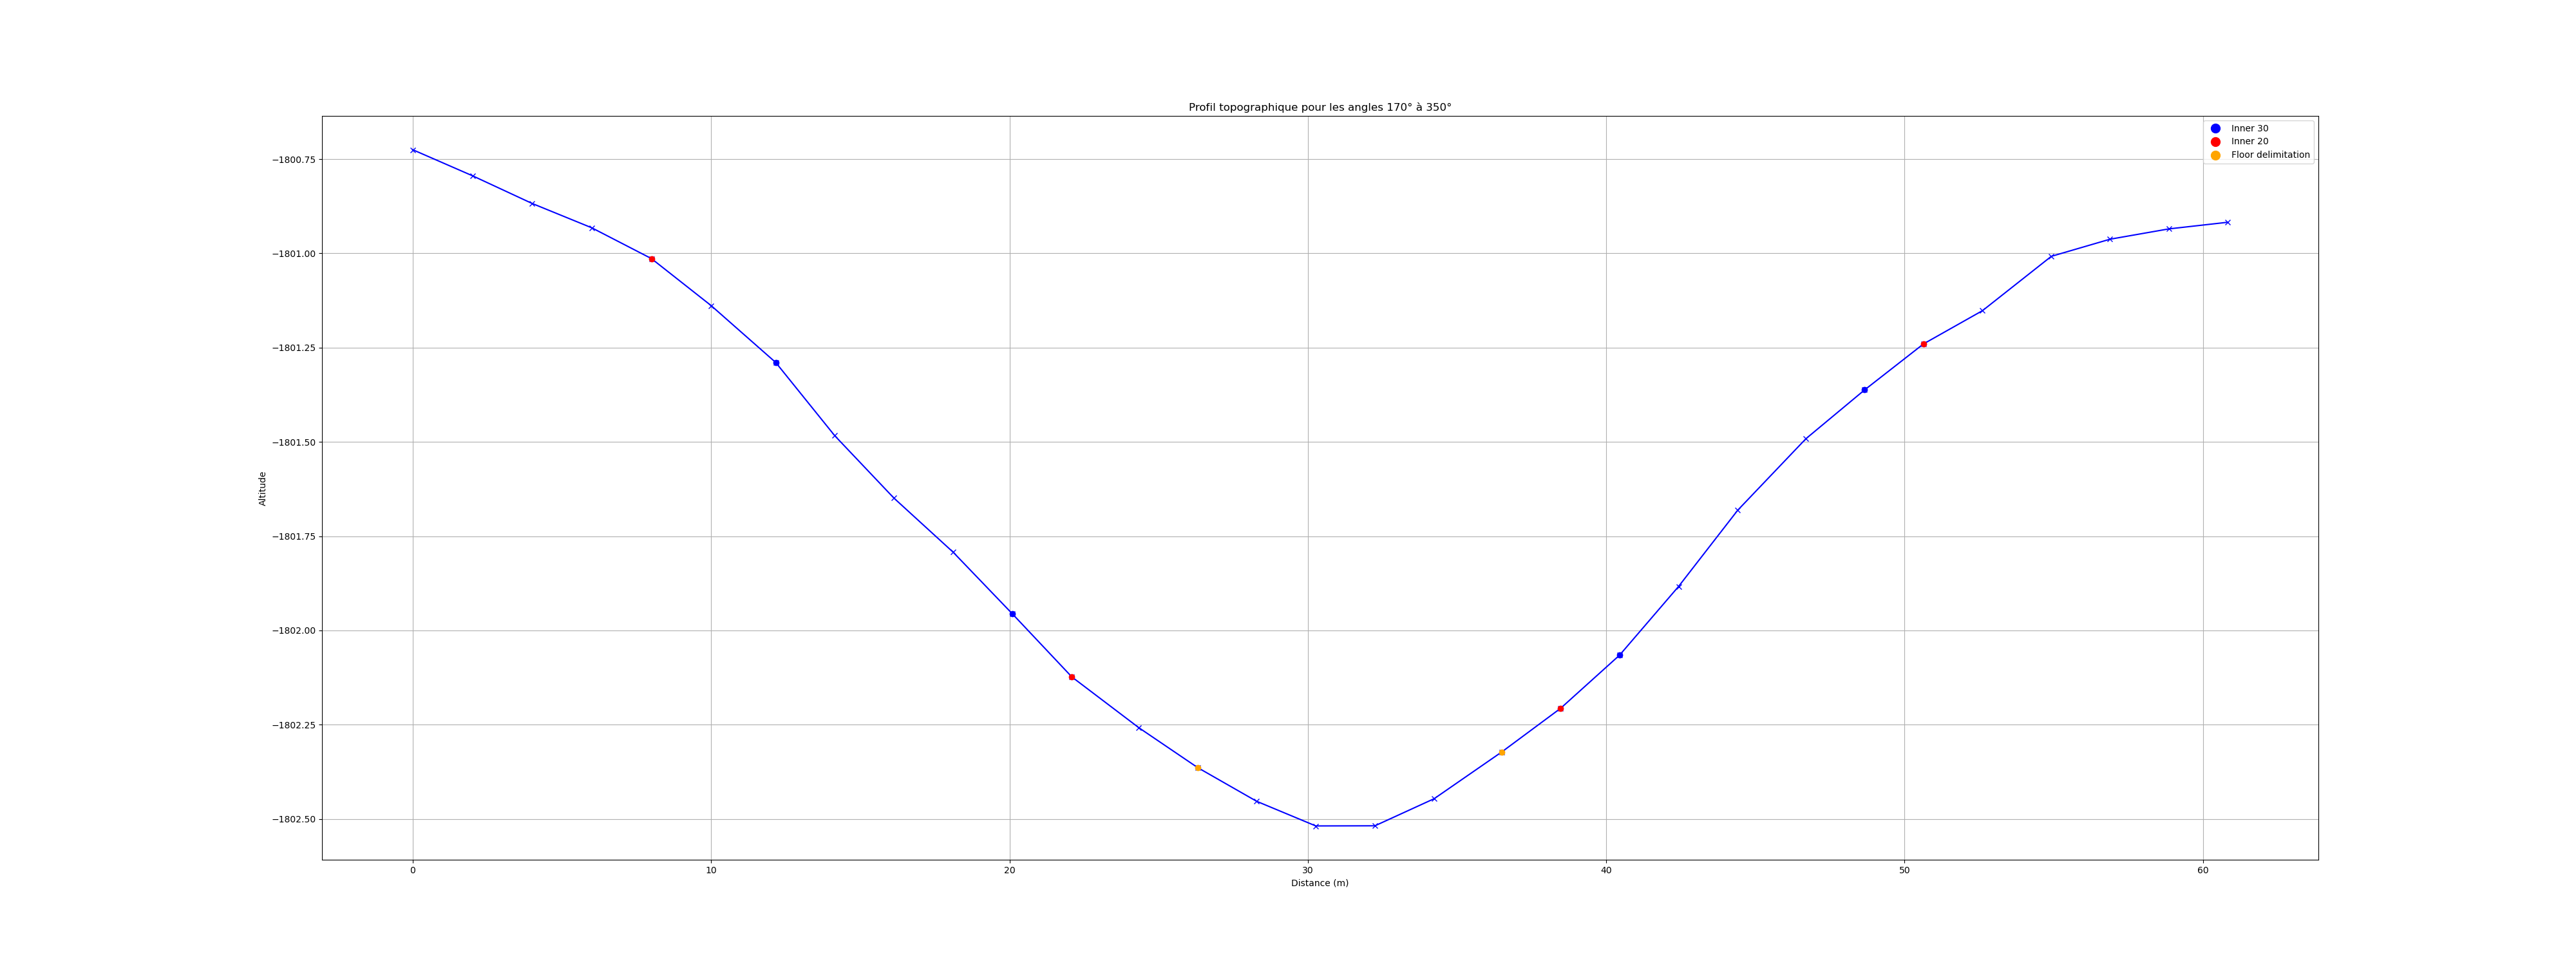 Profil topographique pour les angles 170° à 350°
Inner 30
Inner 20
Floor delimitation
−1800.75
−1801.00
−1801.25
−1801.50
−1801.75
−1802.00
−1802.25
−1802.50
Altitude
0 10 20 30 40 50 60
Distance (m)